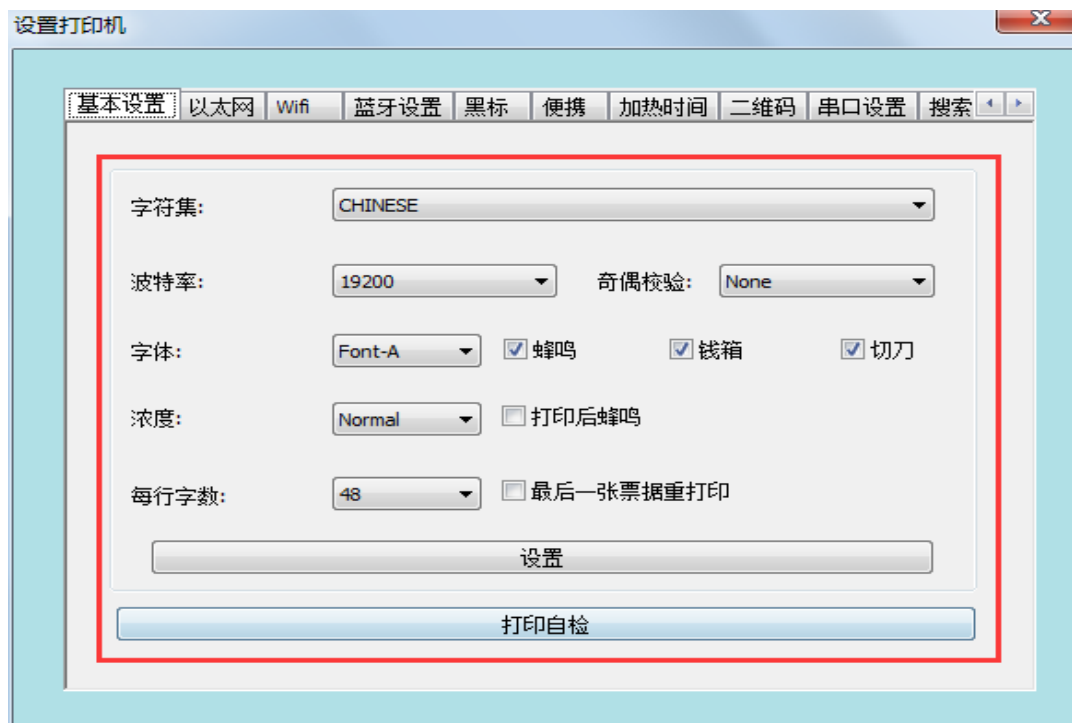 设置打印机
基本设置 以太网 Wifi 蓝牙设置 黑标 便携 加热时间 二维码 串口设置 搜索
字符集: CHINESE
波特率: 19200 奇偶校验: None
字体: Font-A 蜂鸣 钱箱 切刀
浓度: Normal 打印后蜂鸣
每行字数: 48 最后一张票据重打印
设置
打印自检